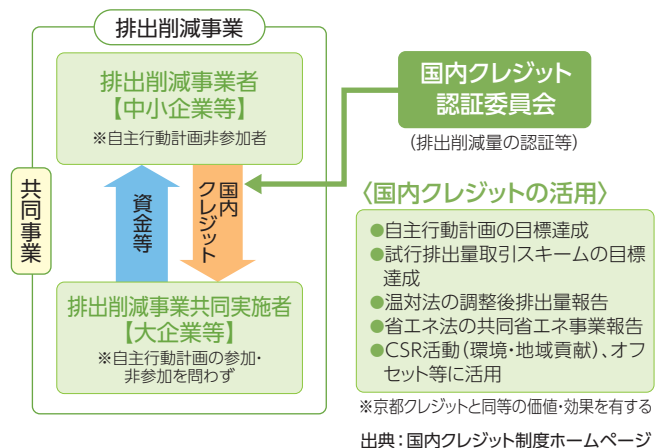 排出削減事業
排出削減事業者
【中小企業等】
※自主行動計画非参加者
共同事業
資金等
国内
クレジット
排出削減事業共同実施者
【大企業等】
※自主行動計画の参加・
非参加を問わず
国内クレジット
認証委員会
(排出削減量の認証等)
〈国内クレジットの活用〉
●自主行動計画の目標達成
●試行排出量取引スキームの目標
達成
●温対法の調整後排出量報告
●省エネ法の共同省エネ事業報告
●CSR活動(環境・地域貢献)、オフ
セット等に活用
※京都クレジットと同等の価値・効果を有する
出典：国内クレジット制度ホームページ